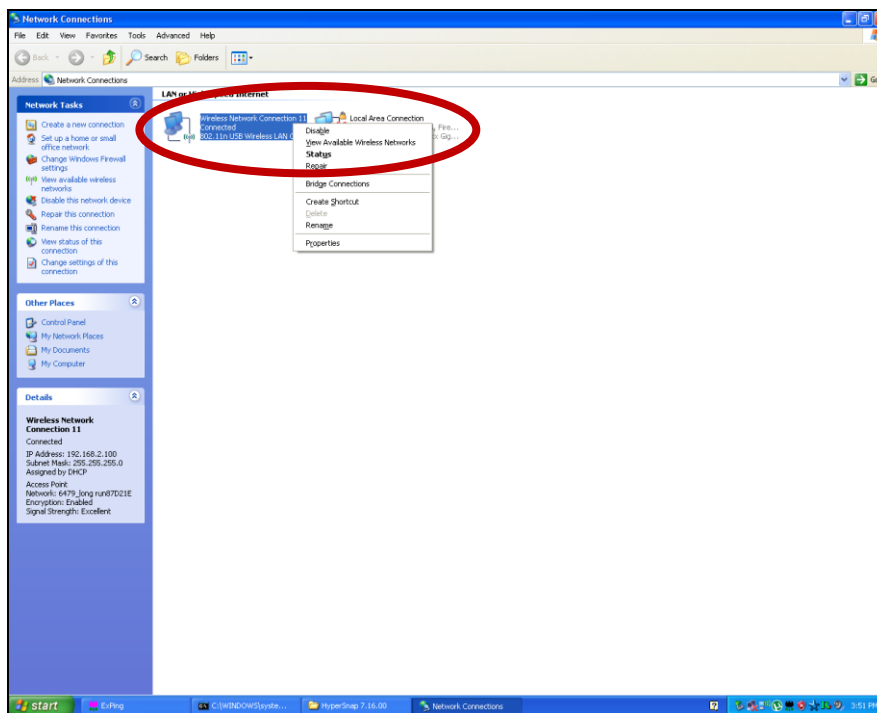 Network Connections
File Edit View Favorites Tools Advanced Help
Back Search Folders
Address Network Connections
LAN or High-Speed Internet
Network Tasks
Create a new connection
Set up a home or small
office network
Change Windows Firewall
settings
View available wireless
networks
Disable this network device
Repair this connection
Rename this connection
View status of this
connection
Change settings of this
connection
Other Places
Control Panel
My Network Places
My Documents
My Computer
Details
Wireless Network
Connection 11
Connected
IP Address: 192.168.2.100
Subnet Mask: 255.255.255.0
Assigned by DHCP
Access Point
Network: 6479_long run87D21E
Encryption: Enabled
Signal Strength: Excellent
Wireless Network Connection 11
Connected
802.11n USB Wireless LAN C
Local Area Connection
, Fire...
x Gig...
Disable
View Available Wireless Networks
Status
Repair
Bridge Connections
Create Shortcut
Delete
Rename
Properties
start ExPing C:\WINDOWS\syste... HyperSnap 7.16.00 Network Connections 3:51 PM